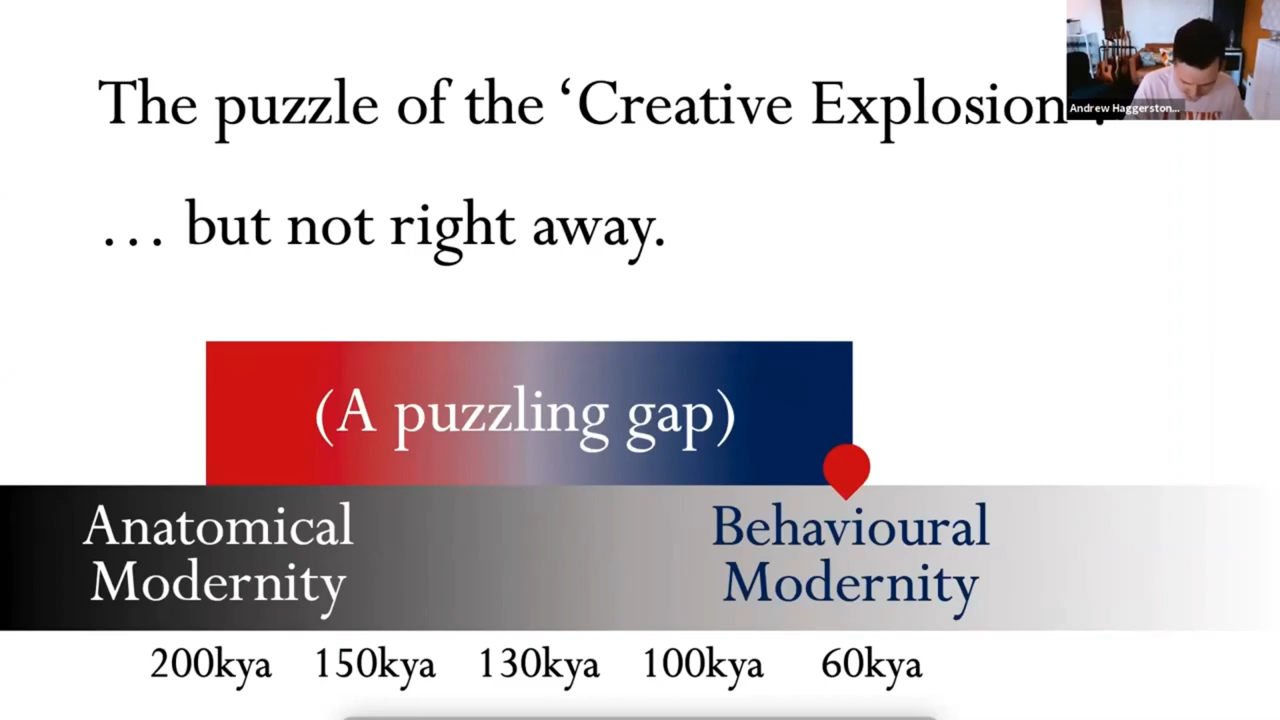 The puzzle of the ‘Creative Explosion
… but not right away.
(A puzzling gap)
Anatomical
Modernity
Behavioural
Modernity
200kya 150kya 130kya 100kya 60kya
Andrew Haggerston...